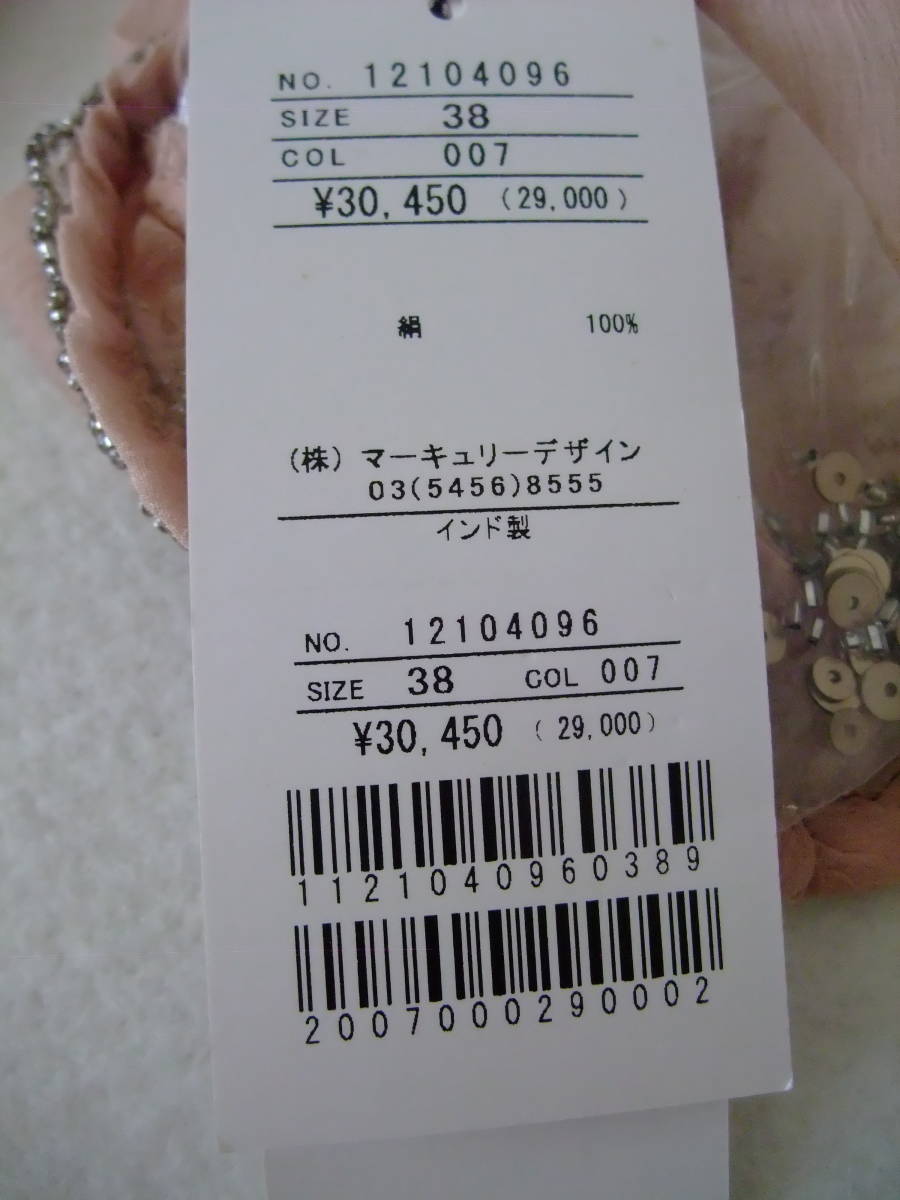 NO. 12104096
SIZE 38
COL 007
¥30,450 (29,000)
絹 100%
(株)マーキュリーデザイン
03(5456)8555
インド製
NO. 12104096
SIZE 38 COL 007
¥30,450 (29,000)
1121040960389
2007000290002